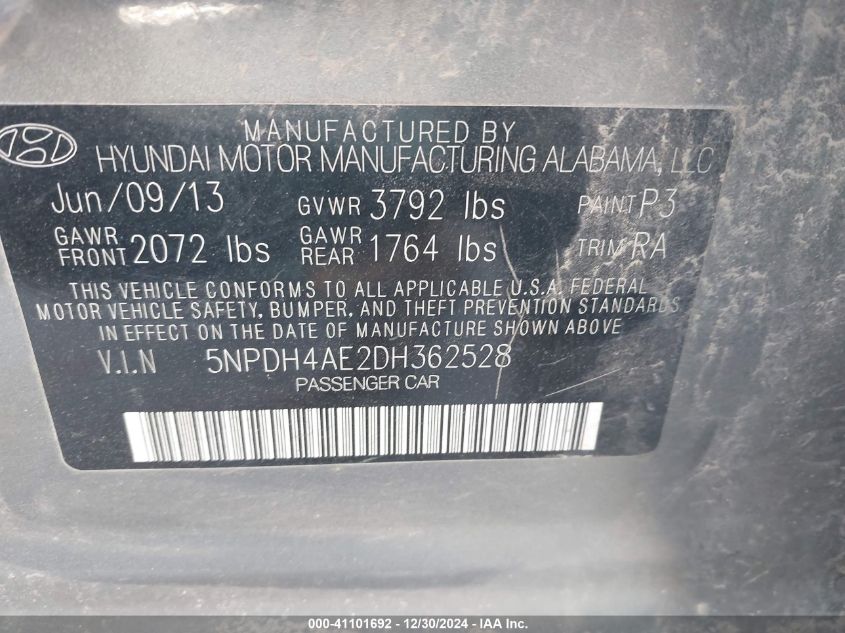 MANUFACTURED BY
HYUNDAI MOTOR MANUFACTURING ALABAMA, LLC
Jun/09/13 GVWR 3792 lbs PAINT P3
GAWR FRONT 2072 lbs GAWR REAR 1764 lbs TRIM RA
THIS VEHICLE CONFORMS TO ALL APPLICABLE U.S.A. FEDERAL
MOTOR VEHICLE SAFETY, BUMPER, AND THEFT PREVENTION STANDARDS
IN EFFECT ON THE DATE OF MANUFACTURE SHOWN ABOVE
V.I.N 5NPDH4AE2DH362528
PASSENGER CAR
000-41101692 - 12/30/2024 - IAA Inc.